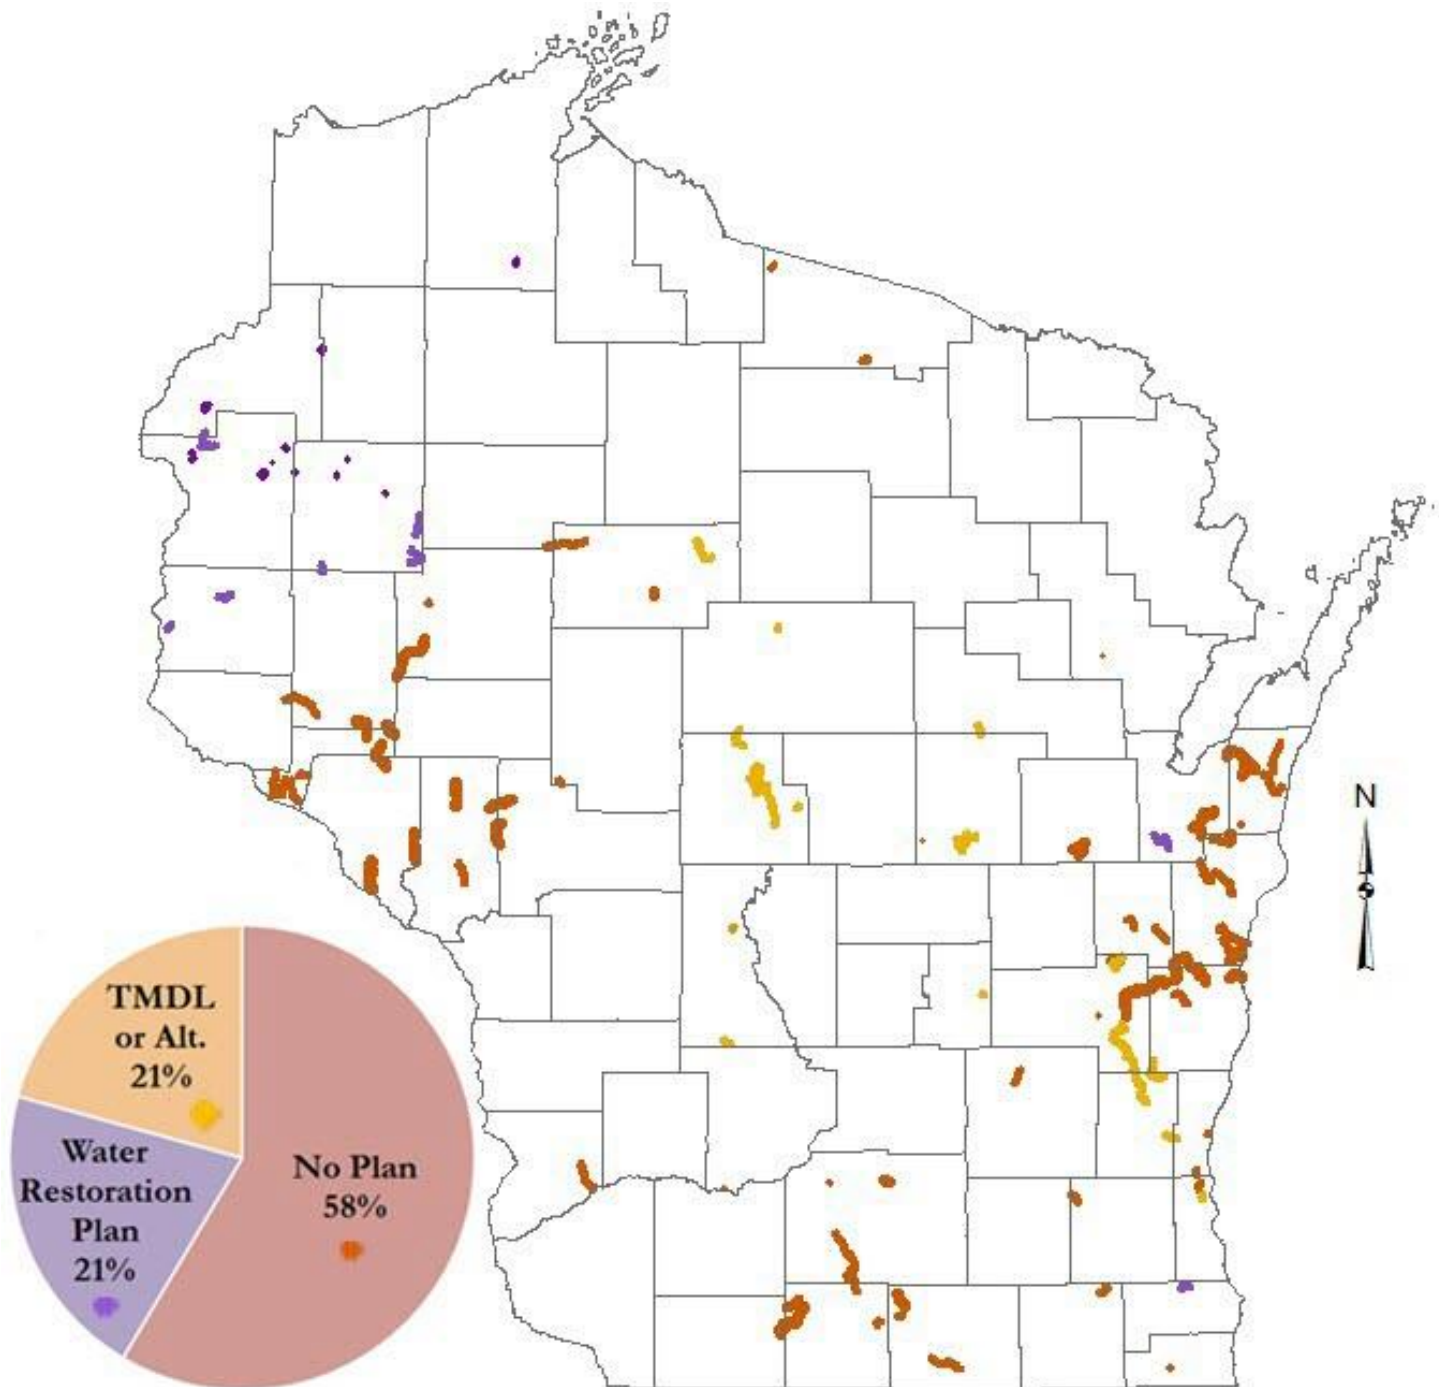 N
TMDL
or Alt.
21%
Water
Restoration
Plan
21%
No Plan
58%